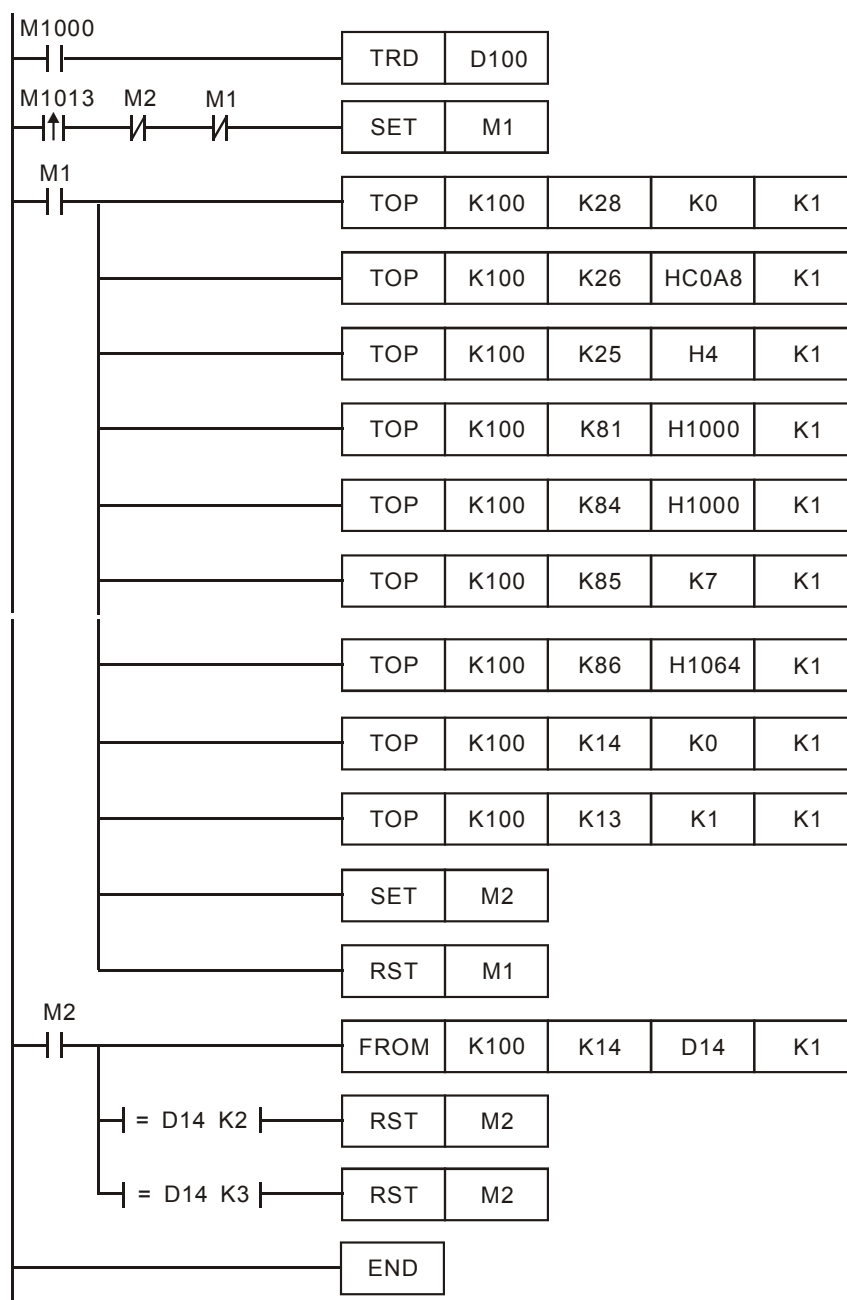 M1000
TRD D100
M1013 M2 M1
SET M1
M1
TOP K100 K28 K0 K1
TOP K100 K26 HC0A8 K1
TOP K100 K25 H4 K1
TOP K100 K81 H1000 K1
TOP K100 K84 H1000 K1
TOP K100 K85 K7 K1
TOP K100 K86 H1064 K1
TOP K100 K14 K0 K1
TOP K100 K13 K1 K1
SET M2
RST M1
M2
FROM K100 K14 D14 K1
= D14 K2 RST M2
= D14 K3 RST M2
END